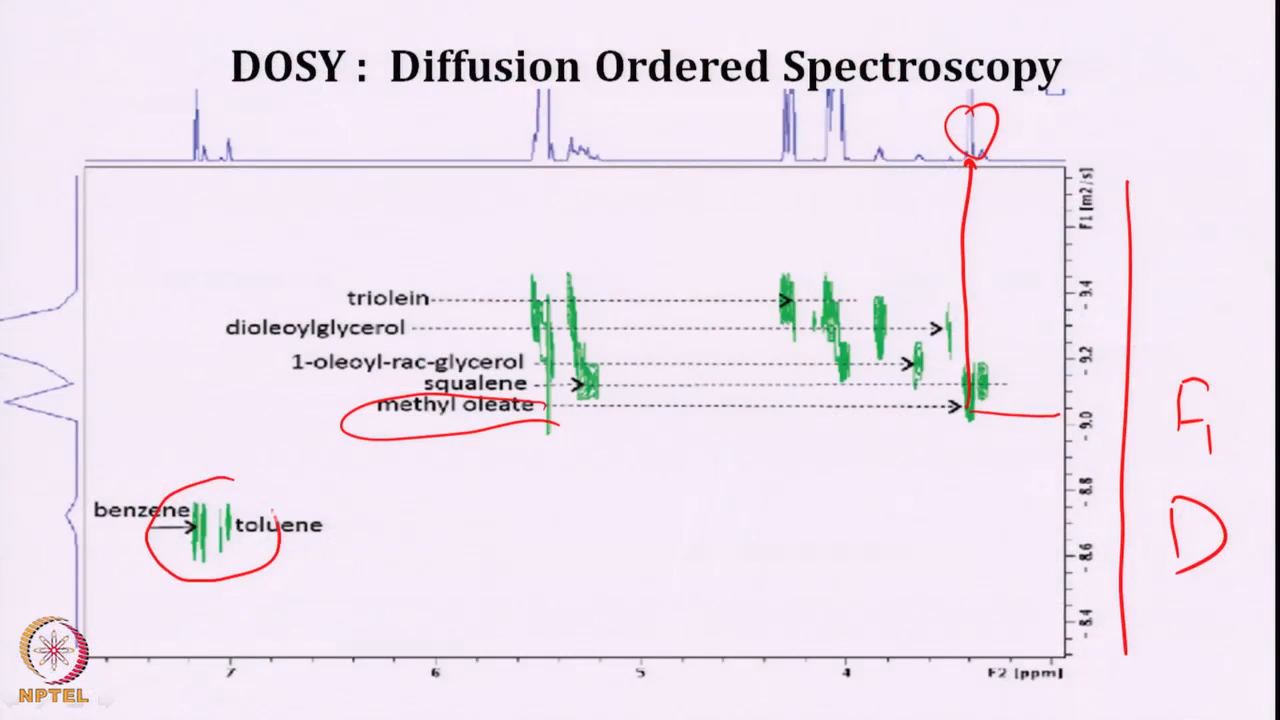 DOSY : Diffusion Ordered Spectroscopy
F1 [m2/s]
- 9.4
triolein
dioleoylglycerol
1-oleoyl-rac-glycerol
- 9.2
squalene
methyl oleate
- 9.0
F1
- 8.8
benzene
toluene
D
- 8.6
- 8.4
7 6 5 4 F2 [ppm]
NPTEL